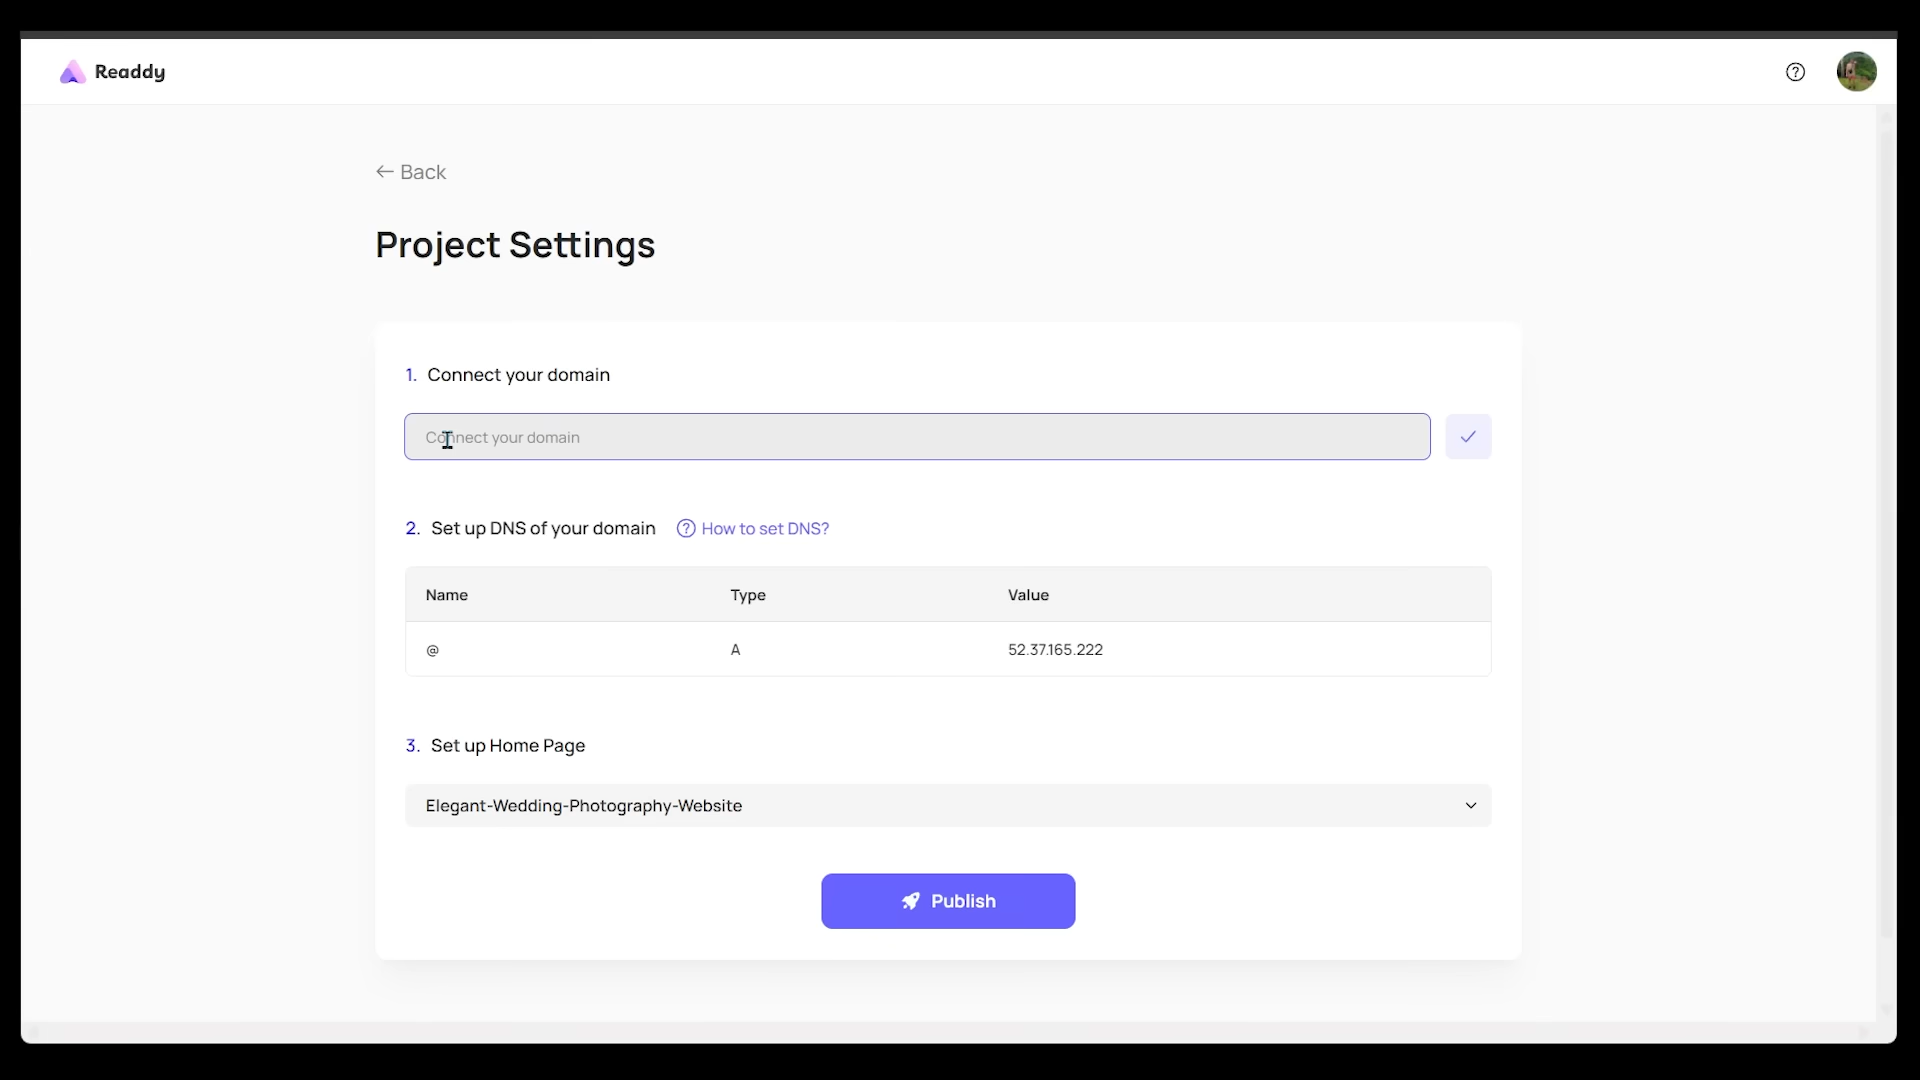 Readdy
← Back
Project Settings
1. Connect your domain
Connect your domain
2. Set up DNS of your domain How to set DNS?
Name Type Value
@ A 52.37.165.222
3. Set up Home Page
Elegant-Wedding-Photography-Website
Publish